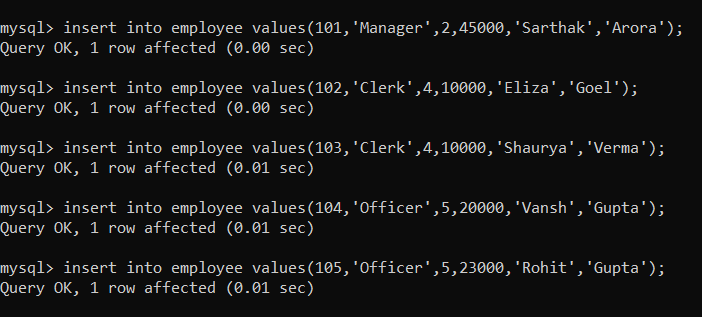 mysql> insert into employee values(101,'Manager',2,45000,'Sarthak','Arora');
Query OK, 1 row affected (0.00 sec)
mysql> insert into employee values(102,'Clerk',4,10000,'Eliza','Goel');
Query OK, 1 row affected (0.00 sec)
mysql> insert into employee values(103,'Clerk',4,10000,'Shaurya','Verma');
Query OK, 1 row affected (0.01 sec)
mysql> insert into employee values(104,'Officer',5,20000,'Vansh','Gupta');
Query OK, 1 row affected (0.01 sec)
mysql> insert into employee values(105,'Officer',5,23000,'Rohit','Gupta');
Query OK, 1 row affected (0.01 sec)